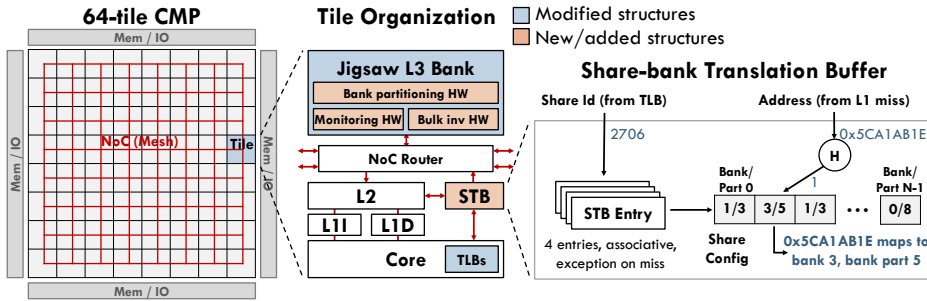 64-tile CMP
Mem / IO
Mem / IO
NoC (Mesh)
Tile
Mem / IO
Mem / IO
Tile Organization
Modified structures
New/added structures
Jigsaw L3 Bank
Bank partitioning HW
Monitoring HW
Bulk inv HW
NoC Router
L2
STB
L1I
L1D
Core
TLBs
Share-bank Translation Buffer
Share Id (from TLB)
Address (from L1 miss)
2706
0x5CA1AB1E
H
1
Bank/
Part 0
Bank/
Part N-1
STB Entry
1/3
3/5
1/3
...
0/8
4 entries, associative,
exception on miss
Share
Config
0x5CA1AB1E maps to
bank 3, bank part 5